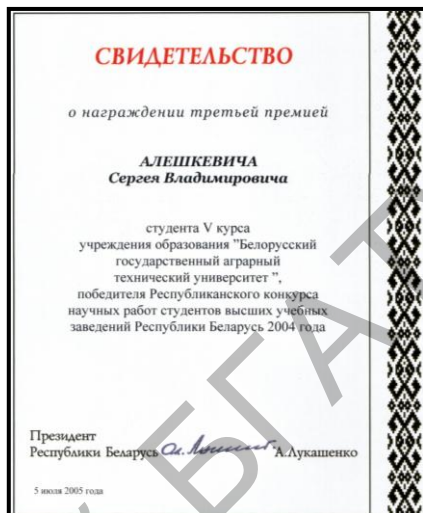 СВИДЕТЕЛЬСТВО
о награждении третьей премией
АЛЕШКЕВИЧА
Сергея Владимировича
студента V курса
учреждения образования "Белорусский
государственный аграрный
технический университет ",
победителя Республиканского конкурса
научных работ студентов высших учебных
заведений Республики Беларусь 2004 года
Президент
Республики Беларусь А.Лукашенко
5 июля 2005 года
БГАТ